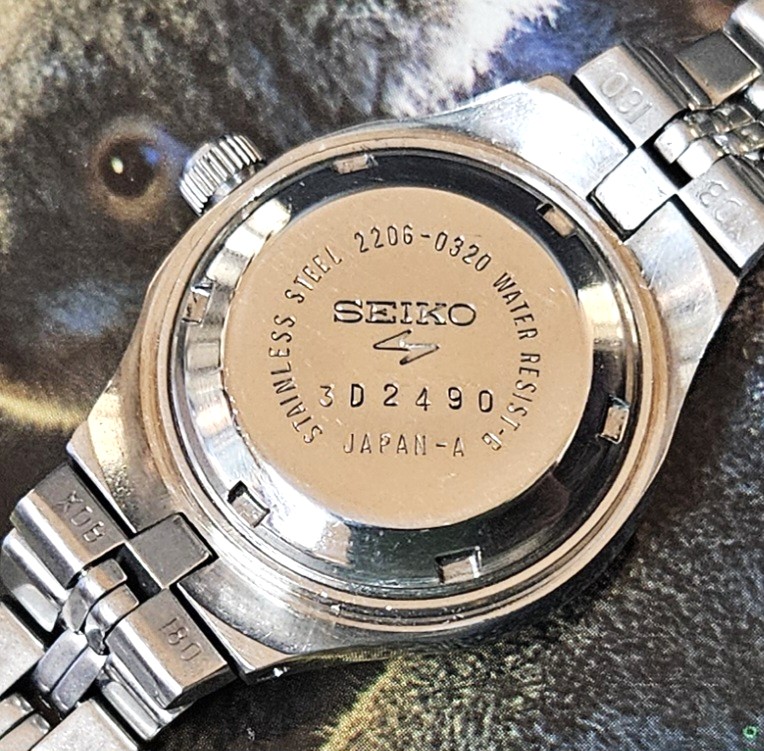 STAINLESS STEEL 2206-0320 WATER RESIST-B
SEIKO
3D2490
JAPAN-A
XDB
180
180
XDB